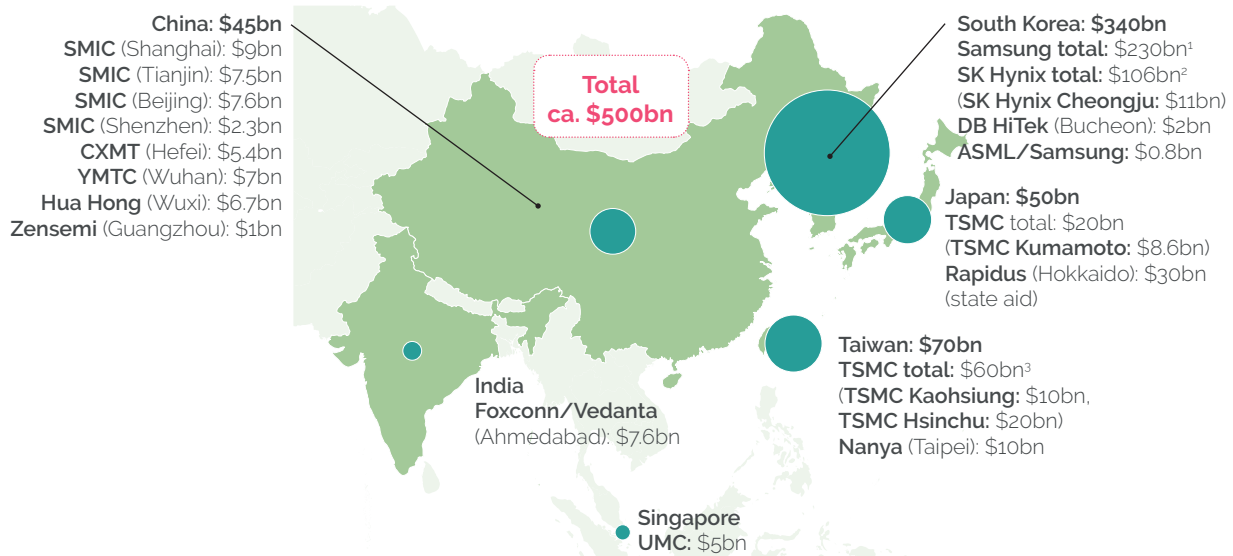 China: $45bn
SMIC (Shanghai): $9bn
SMIC (Tianjin): $7.5bn
SMIC (Beijing): $7.6bn
SMIC (Shenzhen): $2.3bn
CXMT (Hefei): $5.4bn
YMTC (Wuhan): $7bn
Hua Hong (Wuxi): $6.7bn
Zensemi (Guangzhou): $1bn
Total
ca. $500bn
South Korea: $340bn
Samsung total: $230bn¹
SK Hynix total: $106bn²
(SK Hynix Cheongju: $11bn)
DB HiTek (Bucheon): $2bn
ASML/Samsung: $0.8bn
Japan: $50bn
TSMC total: $20bn
(TSMC Kumamoto: $8.6bn)
Rapidus (Hokkaido): $30bn
(state aid)
Taiwan: $70bn
TSMC total: $60bn³
(TSMC Kaohsiung: $10bn,
TSMC Hsinchu: $20bn)
Nanya (Taipei): $10bn
India
Foxconn/Vedanta
(Ahmedabad): $7.6bn
Singapore
UMC: $5bn